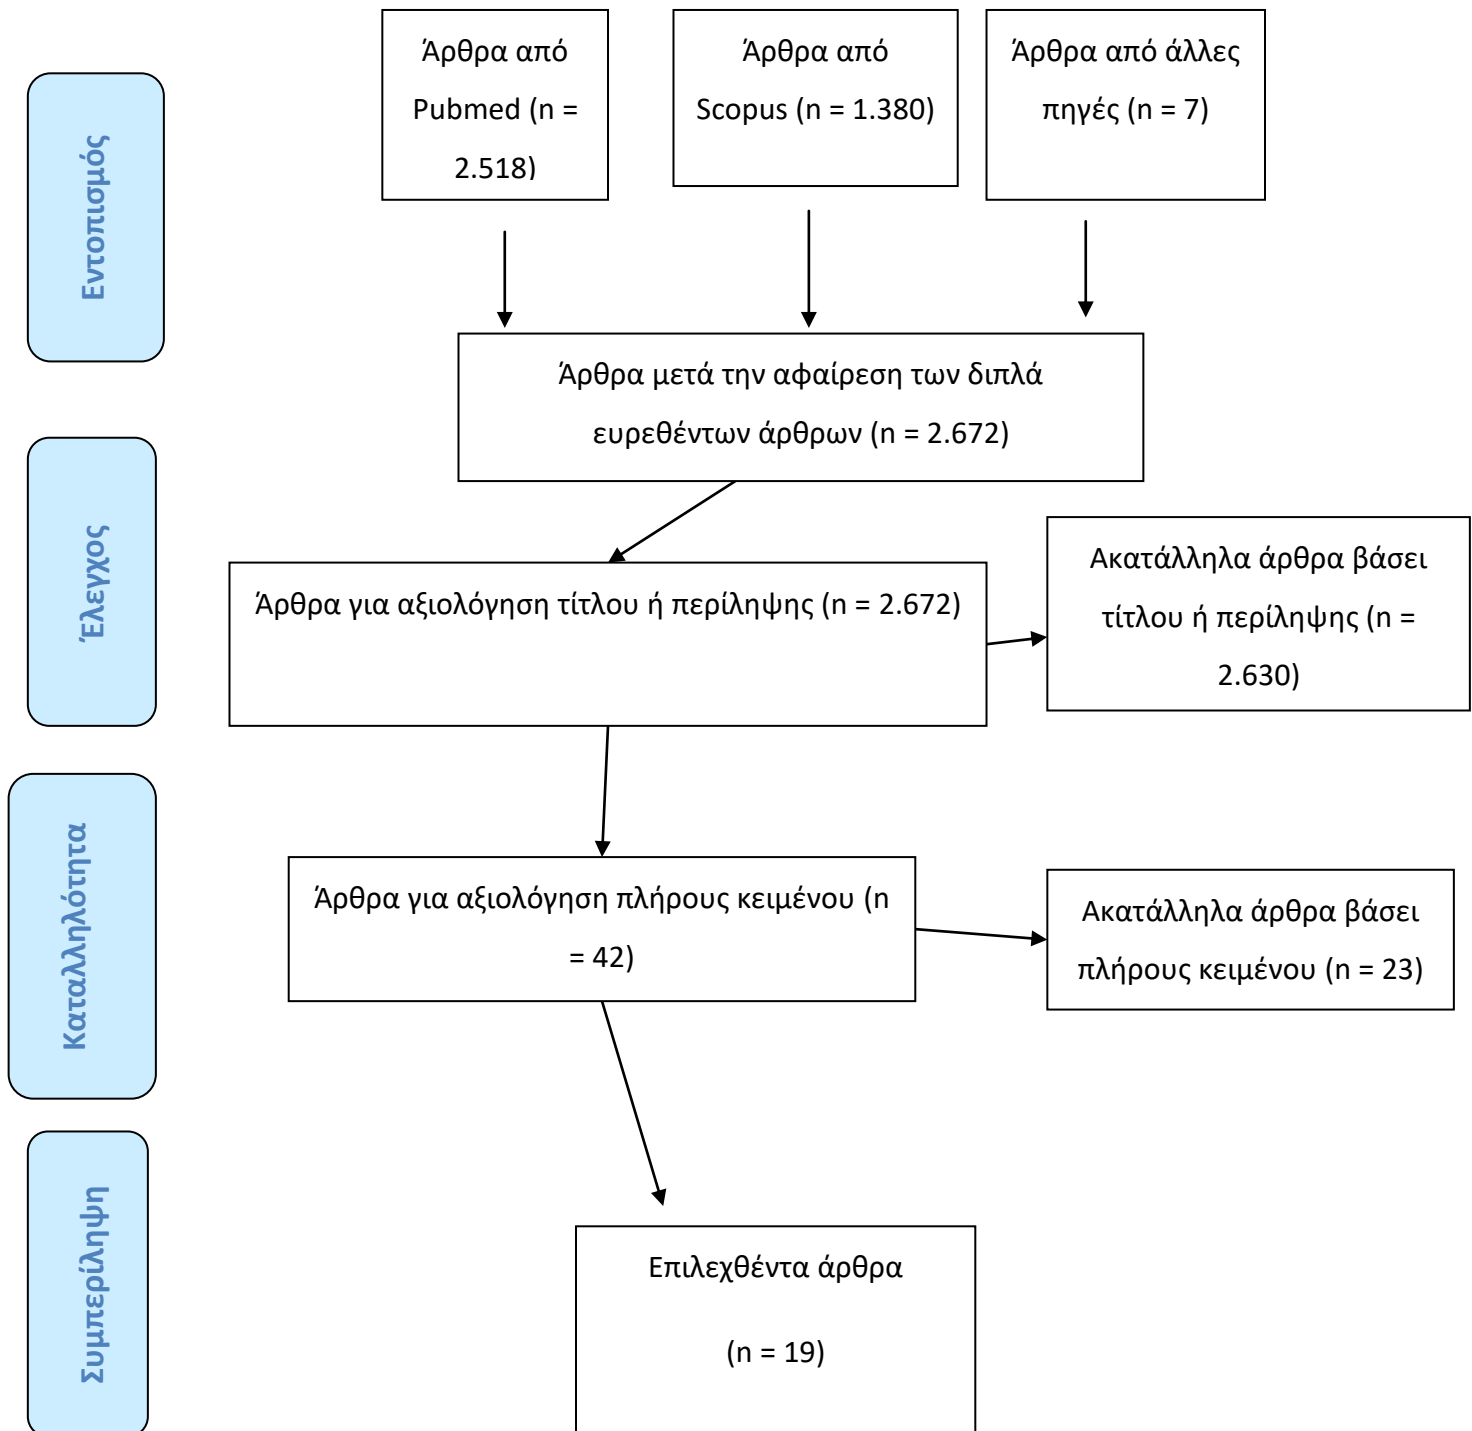 Εντοπισμός
Άρθρα από
Pubmed (n =
2.518)
Άρθρα από
Scopus (n = 1.380)
Άρθρα από άλλες
πηγές (n = 7)
Άρθρα μετά την αφαίρεση των διπλά
ευρεθέντων άρθρων (n = 2.672)
Έλεγχος
Άρθρα για αξιολόγηση τίτλου ή περίληψης (n = 2.672)
Ακατάλληλα άρθρα βάσει
τίτλου ή περίληψης (n =
2.630)
Καταλληλότητα
Άρθρα για αξιολόγηση πλήρους κειμένου (n
= 42)
Ακατάλληλα άρθρα βάσει
πλήρους κειμένου (n = 23)
Συμπερίληψη
Επιλεχθέντα άρθρα
(n = 19)